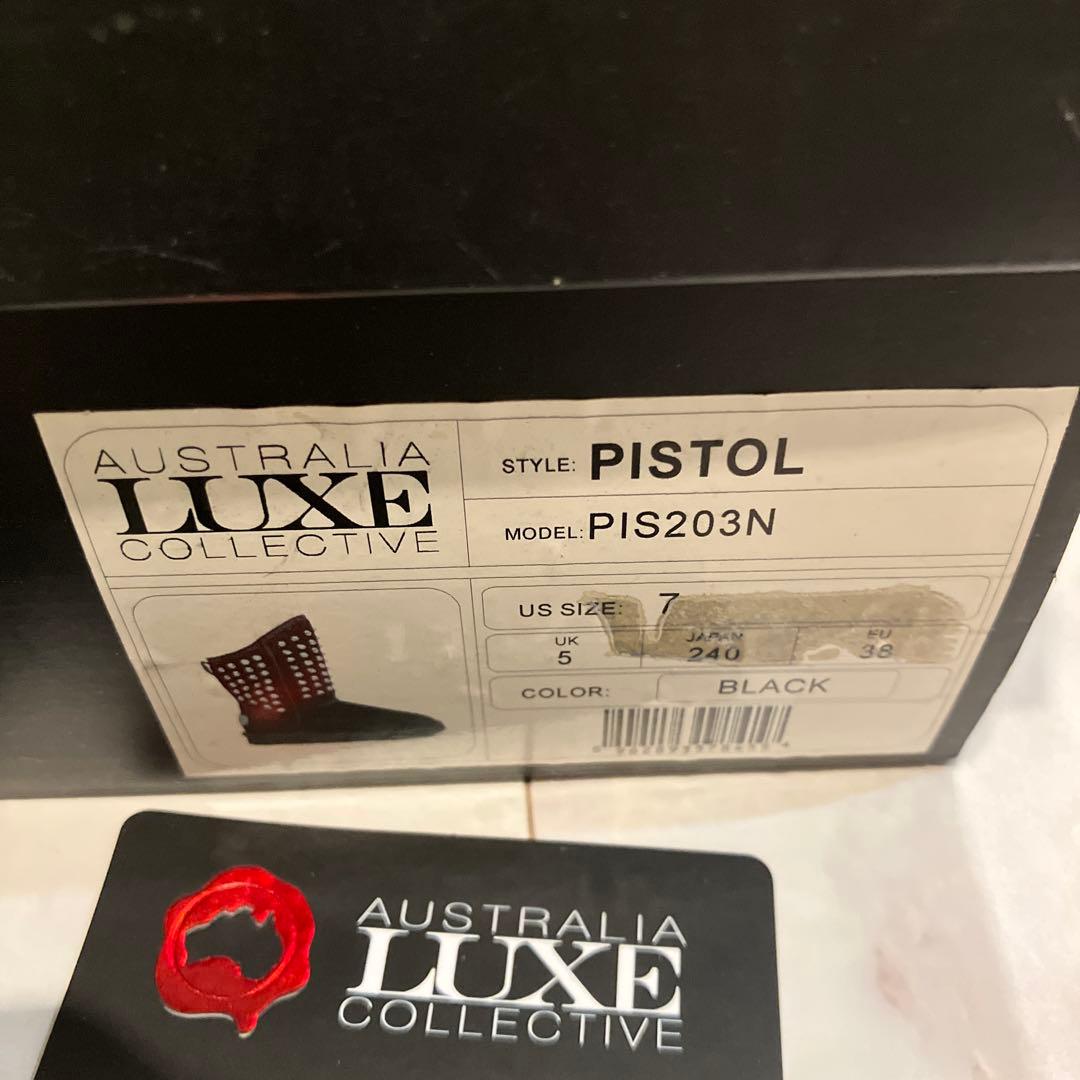 AUSTRALIA
LUXE
COLLECTIVE
STYLE: PISTOL
MODEL: PIS203N
US SIZE: 7
UK
5
JAPAN
240
EU
38
COLOR: BLACK
AUSTRALIA
LUXE
COLLECTIVE